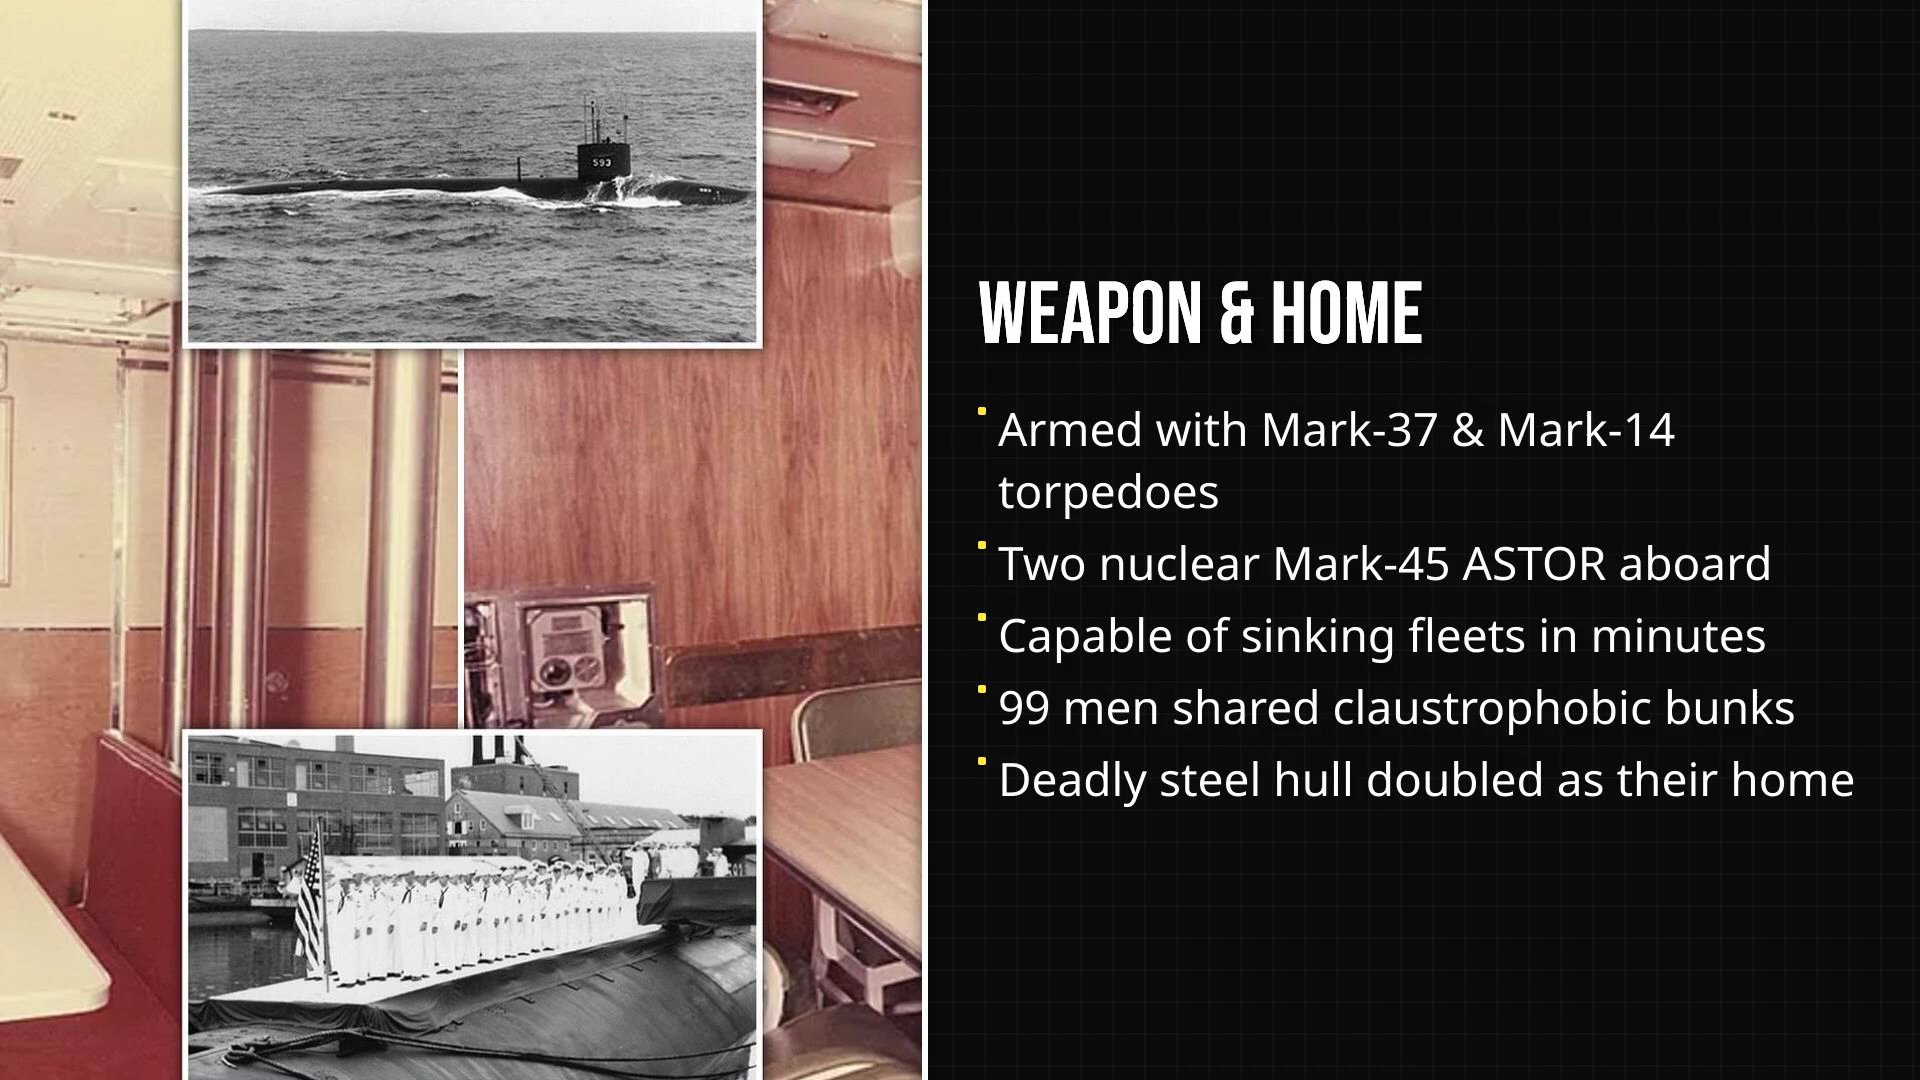 593
WEAPON & HOME
Armed with Mark-37 & Mark-14
torpedoes
Two nuclear Mark-45 ASTOR aboard
Capable of sinking fleets in minutes
99 men shared claustrophobic bunks
Deadly steel hull doubled as their home